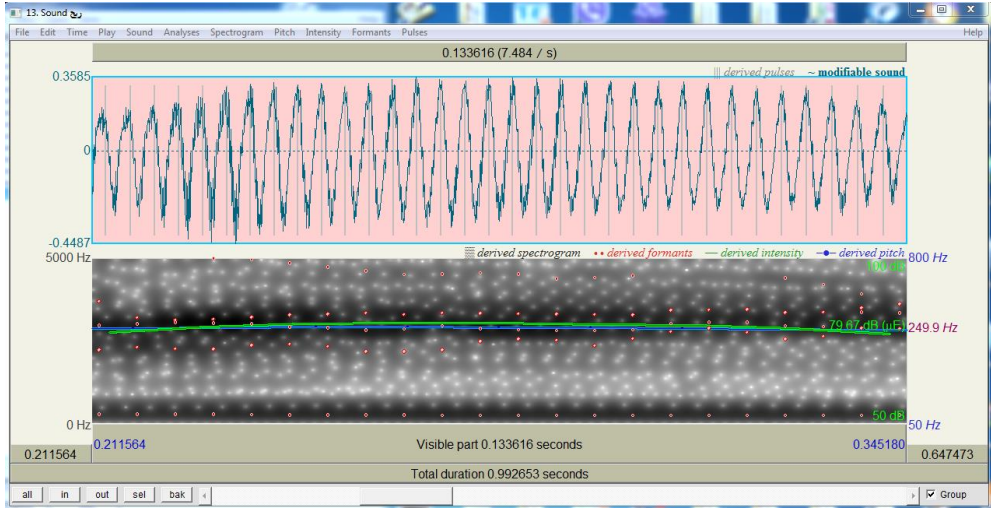 13. Sound ريح
File Edit Time Play Sound Analyses Spectrogram Pitch Intensity Formants Pulses Help
0.133616 (7.484 / s)
derived pulses ~ modifiable sound
0.3585
0
-0.4487
derived spectrogram •• derived formants — derived intensity derived pitch
5000 Hz 100 dB 800 Hz
79.67 dB (µE) 249.9 Hz
0 Hz 50 dB 50 Hz
0.211564 0.211564 Visible part 0.133616 seconds 0.345180 0.647473
Total duration 0.992653 seconds
all in out sel bak Group